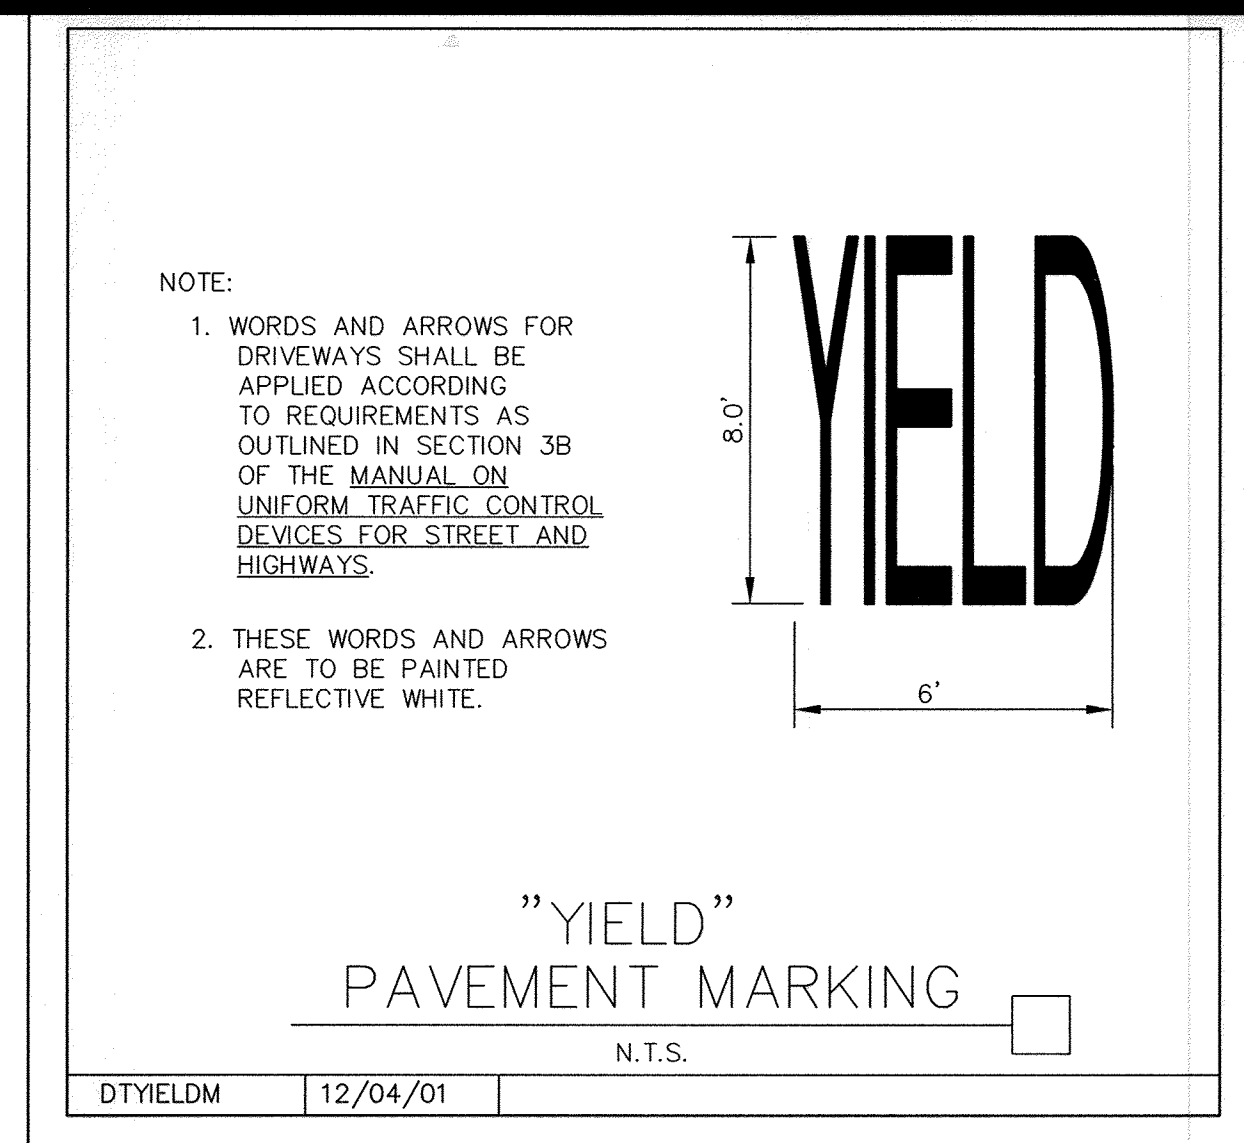 NOTE:
1. WORDS AND ARROWS FOR
DRIVEWAYS SHALL BE
APPLIED ACCORDING
TO REQUIREMENTS AS
OUTLINED IN SECTION 3B
OF THE MANUAL ON
UNIFORM TRAFFIC CONTROL
DEVICES FOR STREET AND
HIGHWAYS.
2. THESE WORDS AND ARROWS
ARE TO BE PAINTED
REFLECTIVE WHITE.
8.0'
YIELD
6'
"YIELD"
PAVEMENT MARKING
N.T.S.
DTYIELDM 12/04/01